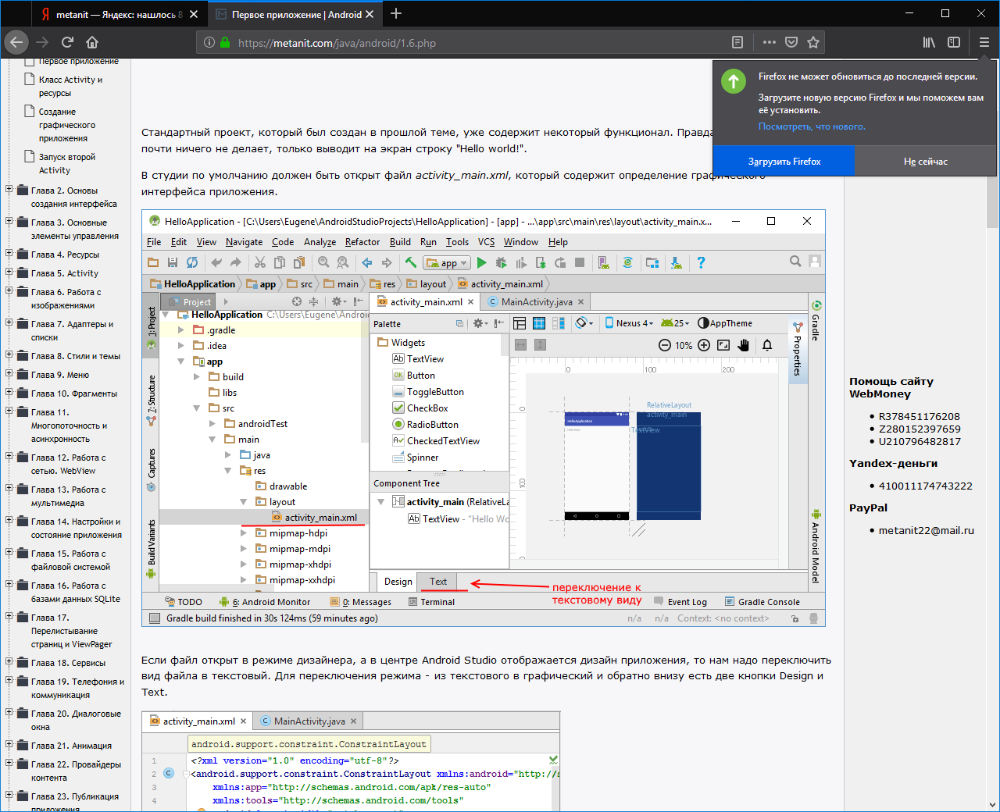 metanit — Яндекс: нашлось 8
Первое приложение | Android
https://metanit.com/java/android/1.6.php
Firefox не может обновиться до последней версии.
Загрузите новую версию Firefox и мы поможем вам
её установить.
Посмотреть, что нового.
Загрузить Firefox
Не сейчас
Первое приложение
Класс Activity и
ресурсы
Создание
графического
приложения
Запуск второй
Activity
Глава 2. Основы
создания интерфейса
Глава 3. Основные
элементы управления
Глава 4. Ресурсы
Глава 5. Activity
Глава 6. Работа с
изображениями
Глава 7. Адаптеры и
списки
Глава 8. Стили и темы
Глава 9. Меню
Глава 10. Фрагменты
Глава 11.
Многопоточность и
асинхронность
Глава 12. Работа с
сетью. WebView
Глава 13. Работа с
мультимедиа
Глава 14. Настройки и
состояние приложения
Глава 15. Работа с
файловой системой
Глава 16. Работа с
базами данных SQLite
Глава 17.
Перелистывание
страниц и ViewPager
Глава 18. Сервисы
Глава 19. Телефония и
коммуникация
Глава 20. Диалоговые
окна
Глава 21. Анимация
Глава 22. Провайдеры
контента
Глава 23. Публикация
приложения
Стандартный проект, который был создан в прошлой теме, уже содержит некоторый функционал. Правда
почти ничего не делает, только выводит на экран строку "Hello world!".
В студии по умолчанию должен быть открыт файл activity_main.xml, который содержит определение графического
интерфейса приложения.
HelloApplication - [C:\Users\Eugene\AndroidStudioProjects\HelloApplication] - [app] - ...\app\src\main\res\layout\activity_main.x...
File Edit View Navigate Code Analyze Refactor Build Run Tools VCS Window Help
app
HelloApplication app src main res layout activity_main.xml
Project
activity_main.xml MainActivity.java
1: Project
7: Structure
Captures
Build Variants
HelloApplication C:\Users\Eugene\Andro
.gradle
.idea
app
build
libs
src
androidTest
main
java
res
drawable
layout
activity_main.xml
mipmap-hdpi
mipmap-mdpi
mipmap-xhdpi
mipmap-xxhdpi
Palette
Widgets
TextView
Button
ToggleButton
CheckBox
RadioButton
CheckedTextView
Spinner
Component Tree
activity_main (RelativeLa
TextView - "Hello Wo
Nexus 4 25 AppTheme
10%
0 100 200
0
100
HelloApplication
RelativeLayout
activity_main
TextView
Gradle
Properties
Android Model
Design Text
переключение к
текстовому виду
TODO 6: Android Monitor 0: Messages Terminal Event Log Gradle Console
Gradle build finished in 30s 124ms (59 minutes ago) n/a n/a Context: <no context>
Если файл открыт в режиме дизайнера, а в центре Android Studio отображается дизайн приложения, то нам надо переключить
вид файла в текстовый. Для переключения режима - из текстового в графический и обратно внизу есть две кнопки Design и
Text.
activity_main.xml MainActivity.java
android.support.constraint.ConstraintLayout
1 <?xml version="1.0" encoding="utf-8"?>
2 <android.support.constraint.ConstraintLayout xmlns:android="http://s
3 xmlns:app="http://schemas.android.com/apk/res-auto"
4 xmlns:tools="http://schemas.android.com/tools"
Помощь сайту
WebMoney
R378451176208
Z280152397659
U210796482817
Yandex-деньги
410011174743222
PayPal
metanit22@mail.ru